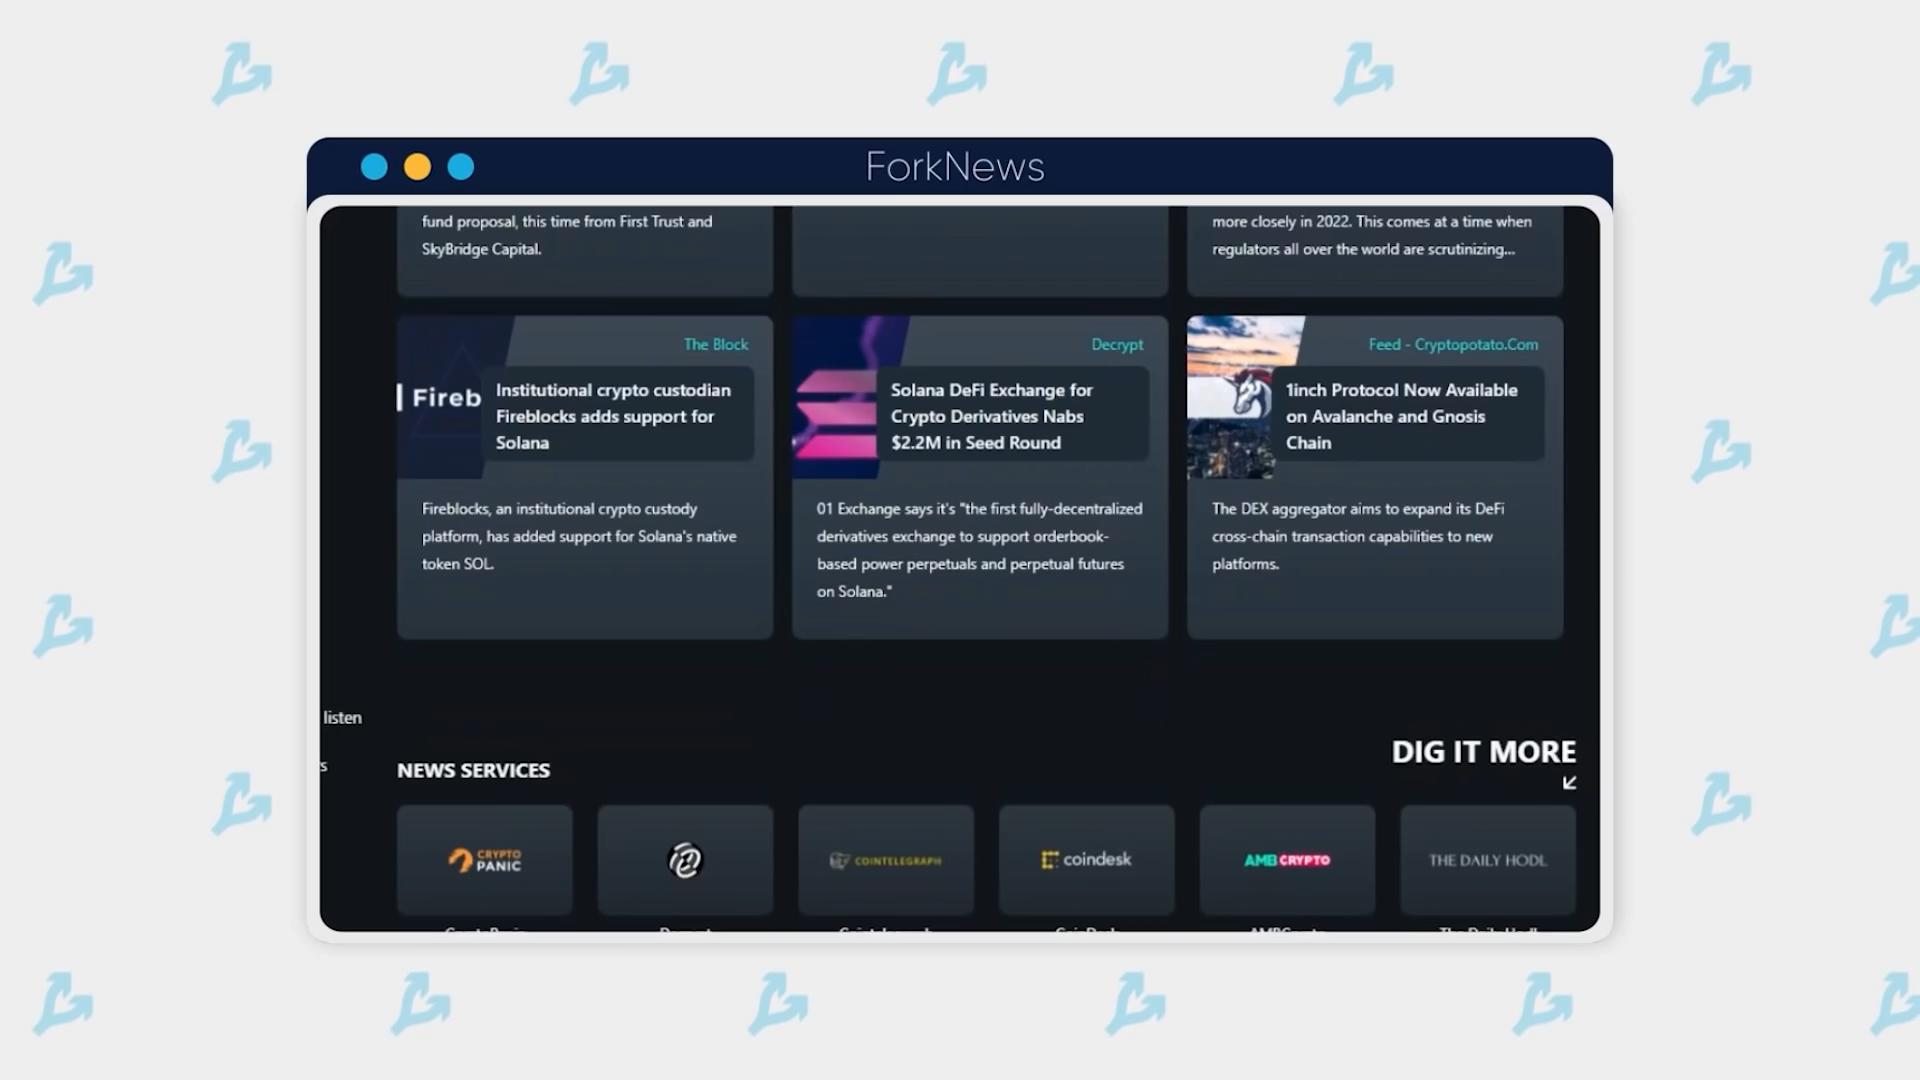 ForkNews
fund proposal, this time from First Trust and
SkyBridge Capital.
more closely in 2022. This comes at a time when
regulators all over the world are scrutinizing...
The Block
Fireb
Institutional crypto custodian
Fireblocks adds support for
Solana
Fireblocks, an institutional crypto custody
platform, has added support for Solana's native
token SOL.
Decrypt
Solana DeFi Exchange for
Crypto Derivatives Nabs
$2.2M in Seed Round
01 Exchange says it's "the first fully-decentralized
derivatives exchange to support orderbook-
based power perpetuals and perpetual futures
on Solana."
Feed - Cryptopotato.Com
1inch Protocol Now Available
on Avalanche and Gnosis
Chain
The DEX aggregator aims to expand its DeFi
cross-chain transaction capabilities to new
platforms.
listen
s
DIG IT MORE
NEWS SERVICES
CRYPTO
PANIC
COINTELEGRAPH
coindesk
AMBCRYPTO
THE DAILY HODL